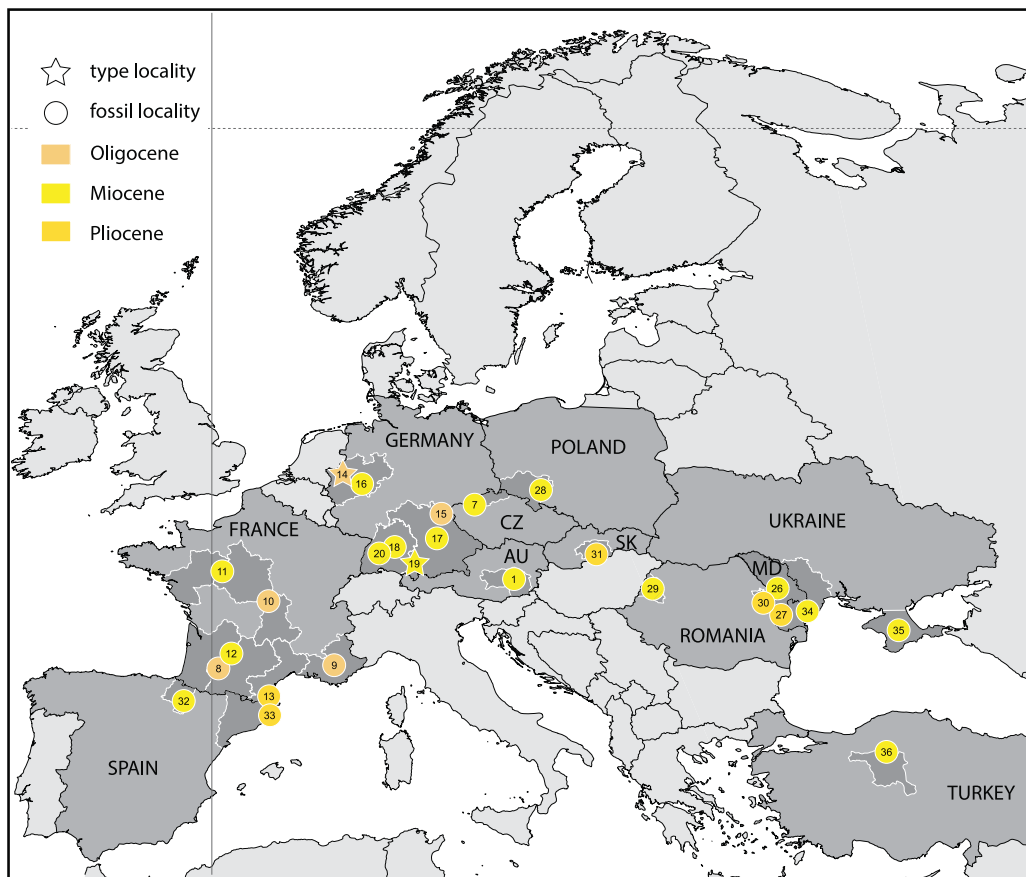 type locality
fossil locality
Oligocene
Miocene
Pliocene
GERMANY
POLAND
14
16
28
7
15
FRANCE
CZ
UKRAINE
17
18
20
SK
31
19
AU
MD
11
1
29
26
10
30
27
34
ROMANIA
35
12
8
9
13
32
33
36
SPAIN
TURKEY